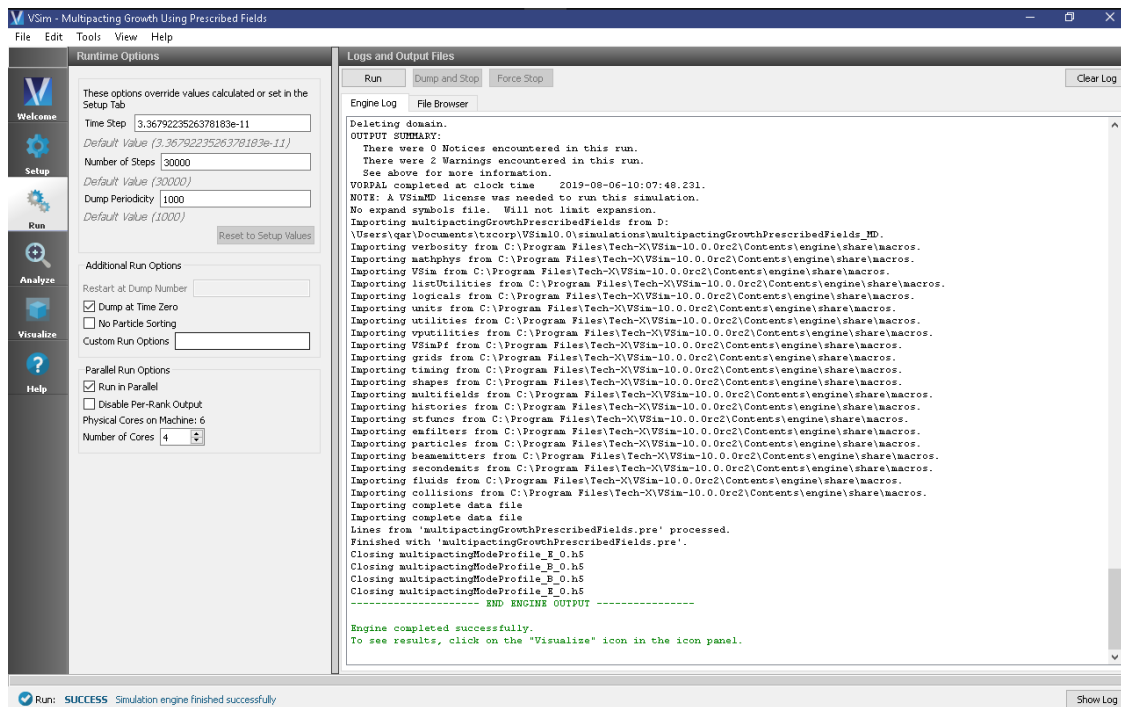 VSim - Multipacting Growth Using Prescribed Fields
File Edit Tools View Help
Welcome
Setup
Run
Analyze
Visualize
Help
Runtime Options
These options override values calculated or set in the
Setup Tab
Time Step 3.3679223526378183e-11
Default Value (3.3679223526378183e-11)
Number of Steps 30000
Default Value (30000)
Dump Periodicity 1000
Default Value (1000)
Reset to Setup Values
Additional Run Options
Restart at Dump Number
Dump at Time Zero
No Particle Sorting
Custom Run Options
Parallel Run Options
Run in Parallel
Disable Per-Rank Output
Physical Cores on Machine: 6
Number of Cores 4
Logs and Output Files
Run Dump and Stop Force Stop Clear Log
Engine Log File Browser
Deleting domain.
OUTPUT SUMMARY:
There were 0 Notices encountered in this run.
There were 2 Warnings encountered in this run.
See above for more information.
VORPAL completed at clock time 2019-08-06-10:07:48.231.
NOTE: A VSimMD license was needed to run this simulation.
No expand symbols file. Will not limit expansion.
Importing multipactingGrowthPrescribedFields from D:
\Users\qar\Documents\txcorp\VSim10.0\simulations\multipactingGrowthPrescribedFields_MD.
Importing verbosity from C:\Program Files\Tech-X\VSim-10.0.0rc2\Contents\engine\share\macros.
Importing mathphys from C:\Program Files\Tech-X\VSim-10.0.0rc2\Contents\engine\share\macros.
Importing VSim from C:\Program Files\Tech-X\VSim-10.0.0rc2\Contents\engine\share\macros.
Importing listUtilities from C:\Program Files\Tech-X\VSim-10.0.0rc2\Contents\engine\share\macros.
Importing logicals from C:\Program Files\Tech-X\VSim-10.0.0rc2\Contents\engine\share\macros.
Importing units from C:\Program Files\Tech-X\VSim-10.0.0rc2\Contents\engine\share\macros.
Importing utilities from C:\Program Files\Tech-X\VSim-10.0.0rc2\Contents\engine\share\macros.
Importing vputilities from C:\Program Files\Tech-X\VSim-10.0.0rc2\Contents\engine\share\macros.
Importing VSimPf from C:\Program Files\Tech-X\VSim-10.0.0rc2\Contents\engine\share\macros.
Importing grids from C:\Program Files\Tech-X\VSim-10.0.0rc2\Contents\engine\share\macros.
Importing timing from C:\Program Files\Tech-X\VSim-10.0.0rc2\Contents\engine\share\macros.
Importing shapes from C:\Program Files\Tech-X\VSim-10.0.0rc2\Contents\engine\share\macros.
Importing multifields from C:\Program Files\Tech-X\VSim-10.0.0rc2\Contents\engine\share\macros.
Importing histories from C:\Program Files\Tech-X\VSim-10.0.0rc2\Contents\engine\share\macros.
Importing stfuncs from C:\Program Files\Tech-X\VSim-10.0.0rc2\Contents\engine\share\macros.
Importing emfilters from C:\Program Files\Tech-X\VSim-10.0.0rc2\Contents\engine\share\macros.
Importing particles from C:\Program Files\Tech-X\VSim-10.0.0rc2\Contents\engine\share\macros.
Importing beamemitters from C:\Program Files\Tech-X\VSim-10.0.0rc2\Contents\engine\share\macros.
Importing secondemits from C:\Program Files\Tech-X\VSim-10.0.0rc2\Contents\engine\share\macros.
Importing fluids from C:\Program Files\Tech-X\VSim-10.0.0rc2\Contents\engine\share\macros.
Importing collisions from C:\Program Files\Tech-X\VSim-10.0.0rc2\Contents\engine\share\macros.
Importing complete data file
Importing complete data file
Lines from 'multipactingGrowthPrescribedFields.pre' processed.
Finished with 'multipactingGrowthPrescribedFields.pre'.
Closing multipactingModeProfile_E_0.h5
Closing multipactingModeProfile_B_0.h5
Closing multipactingModeProfile_B_0.h5
Closing multipactingModeProfile_E_0.h5
--------------------- END ENGINE OUTPUT ----------------
Engine completed successfully.
To see results, click on the "Visualize" icon in the icon panel.
Run: SUCCESS Simulation engine finished successfully
Show Log